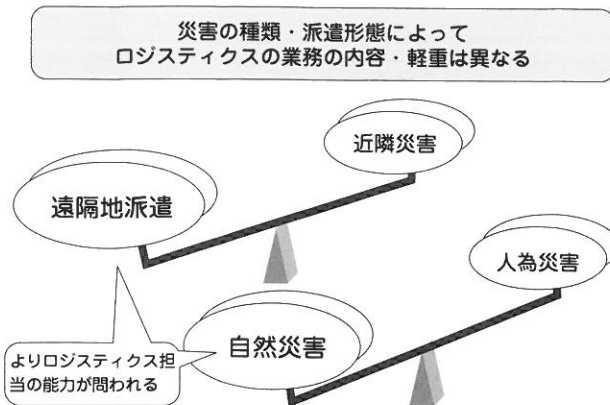 災害の種類・派遣形態によって
ロジスティクスの業務の内容・軽重は異なる
近隣災害
遠隔地派遣
人為災害
自然災害
よりロジスティクス担
当の能力が問われる